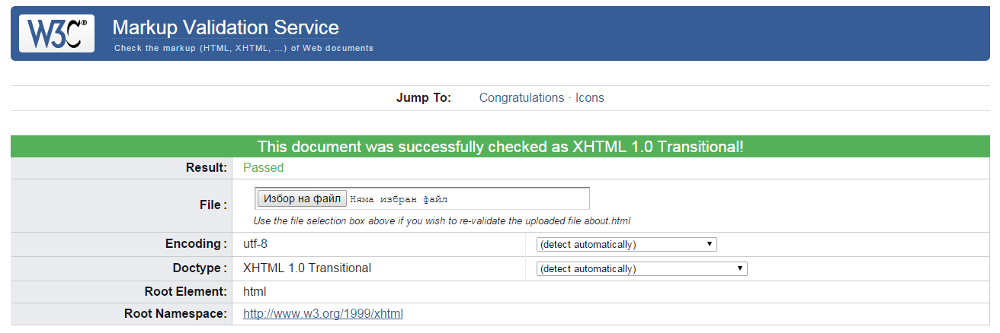 W3C®
Markup Validation Service
Check the markup (HTML, XHTML, …) of Web documents
Jump To: Congratulations · Icons
This document was successfully checked as XHTML 1.0 Transitional!
Result: Passed
File : Избор на файл Няма избран файл
Use the file selection box above if you wish to re-validate the uploaded file about.html
Encoding : utf-8 (detect automatically)
Doctype : XHTML 1.0 Transitional (detect automatically)
Root Element: html
Root Namespace: http://www.w3.org/1999/xhtml